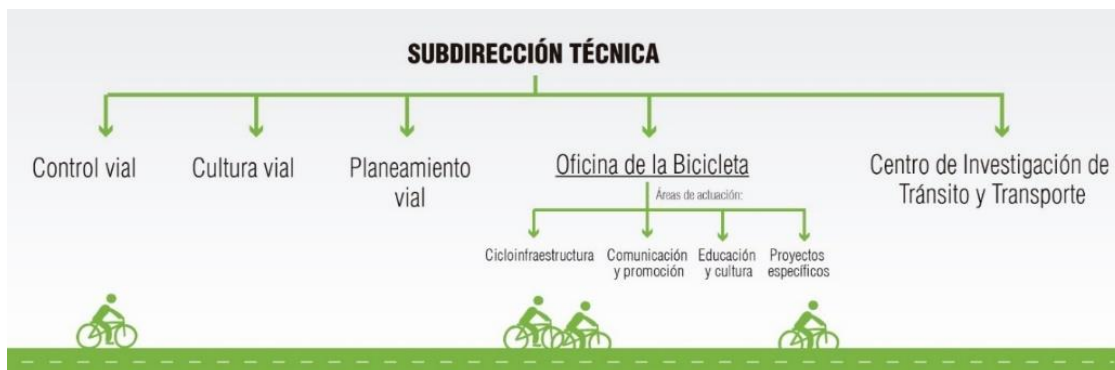 SUBDIRECCIÓN TÉCNICA
Control vial
Cultura vial
Planeamiento
vial
Oficina de la Bicicleta
Centro de Investigación de
Tránsito y Transporte
Áreas de actuación:
Cicloinfraestructura
Comunicación
y promoción
Educación
y cultura
Proyectos
específicos